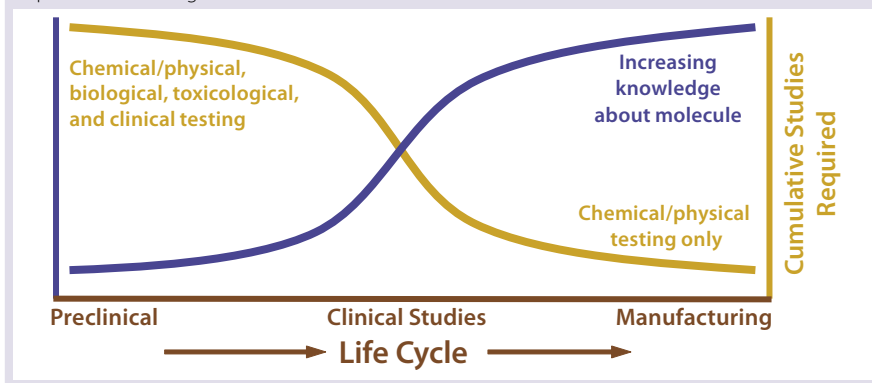 Chemical/physical,
biological, toxicological,
and clinical testing
Increasing
knowledge
about molecule
Chemical/physical
testing only
Cumulative Studies
Required
Preclinical
Clinical Studies
Manufacturing
Life Cycle